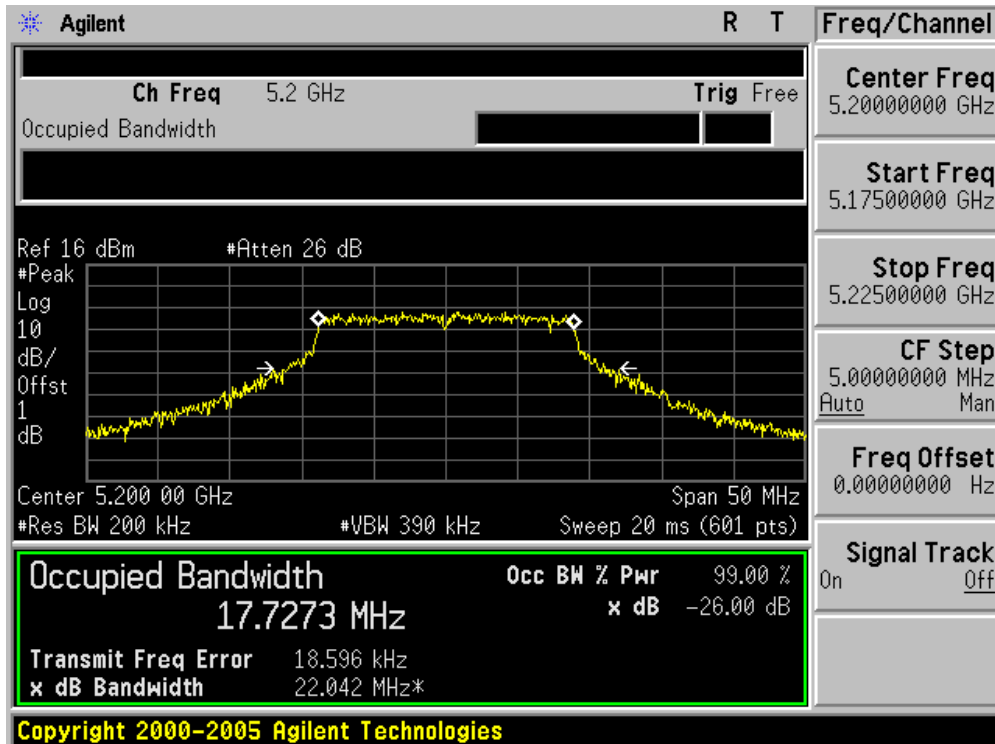 Agilent R T
Freq/Channel
Ch Freq 5.2 GHz Trig Free
Occupied Bandwidth
Ref 16 dBm #Atten 26 dB
#Peak
Log
10
dB/
Offst
1
dB
Center 5.200 00 GHz Span 50 MHz
#Res BW 200 kHz #VBW 390 kHz Sweep 20 ms (601 pts)
Occupied Bandwidth
17.7273 MHz
Occ BW % Pwr 99.00 %
x dB -26.00 dB
Transmit Freq Error 18.596 kHz
x dB Bandwidth 22.042 MHz*
Copyright 2000-2005 Agilent Technologies
Center Freq
5.20000000 GHz
Start Freq
5.17500000 GHz
Stop Freq
5.22500000 GHz
CF Step
5.00000000 MHz
Auto Man
Freq Offset
0.00000000 Hz
Signal Track
On Off